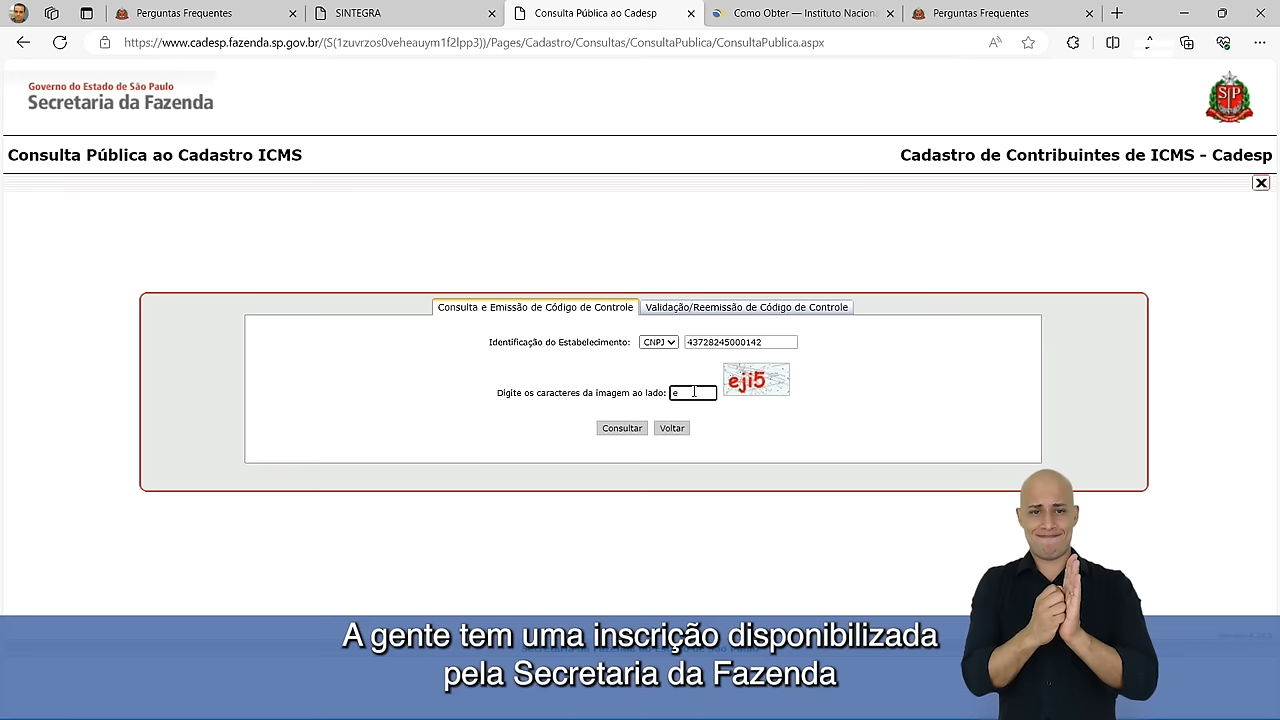 Perguntas Frequentes
SINTEGRA
Consulta Pública ao Cadesp
Como Obter — Instituto Naciona
Perguntas Frequentes
https://www.cadesp.fazenda.sp.gov.br/(S(1zuvrzos0veheauym1f2lpp3))/Pages/Cadastro/Consultas/ConsultaPublica/ConsultaPublica.aspx
Governo do Estado de São Paulo
Secretaria da Fazenda
Consulta Pública ao Cadastro ICMS
Cadastro de Contribuintes de ICMS - Cadesp
Consulta e Emissão de Código de Controle
Validação/Reemissão de Código de Controle
Identificação do Estabelecimento: CNPJ 43728245000142
eji5
Digite os caracteres da imagem ao lado: e
Consultar Voltar
A gente tem uma inscrição disponibilizada
pela Secretaria da Fazenda